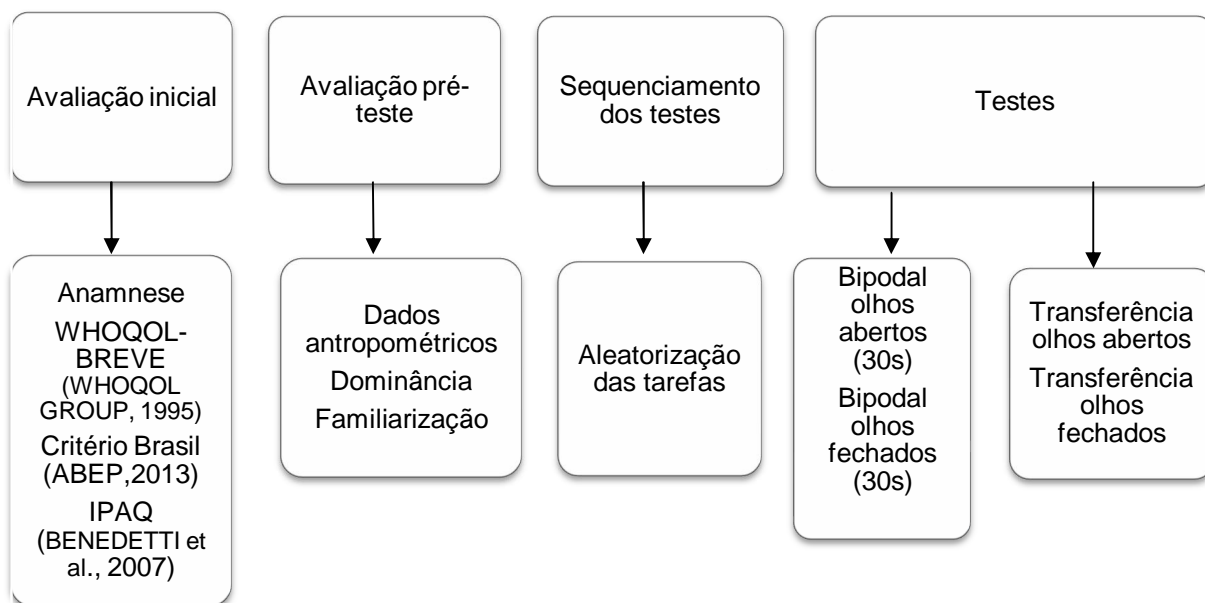 Avaliação inicial
Avaliação pré-
teste
Sequenciamento
dos testes
Testes
Anamnese
WHOQOL-
BREVE
(WHOQOL
GROUP, 1995)
Critério Brasil
(ABEP,2013)
IPAQ
(BENEDETTI et
al., 2007)
Dados
antropométricos
Dominância
Familiarização
Aleatorização
das tarefas
Bipodal
olhos
abertos
(30s)
Bipodal
olhos
fechados
(30s)
Transferência
olhos abertos
Transferência
olhos
fechados